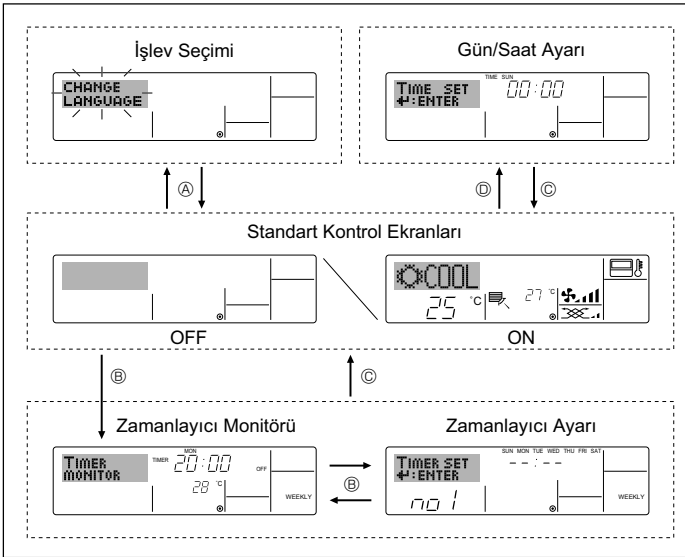 İşlev Seçimi
CHANGE
LANGUAGE
Gün/Saat Ayarı
TIME SUN
TIME SET
↵:ENTER
00:00
Ⓐ
Ⓓ
Ⓒ
Standart Kontrol Ekranları
COOL
25 °C
27 °C
OFF
ON
Ⓑ
Ⓒ
Zamanlayıcı Monitörü
TIMER
MONITOR
MON
TIMER 20:00 OFF
28 °C
WEEKLY
Ⓑ
Zamanlayıcı Ayarı
SUN MON TUE WED THU FRI SAT
TIMER SET
↵:ENTER
--:--
no 1
WEEKLY